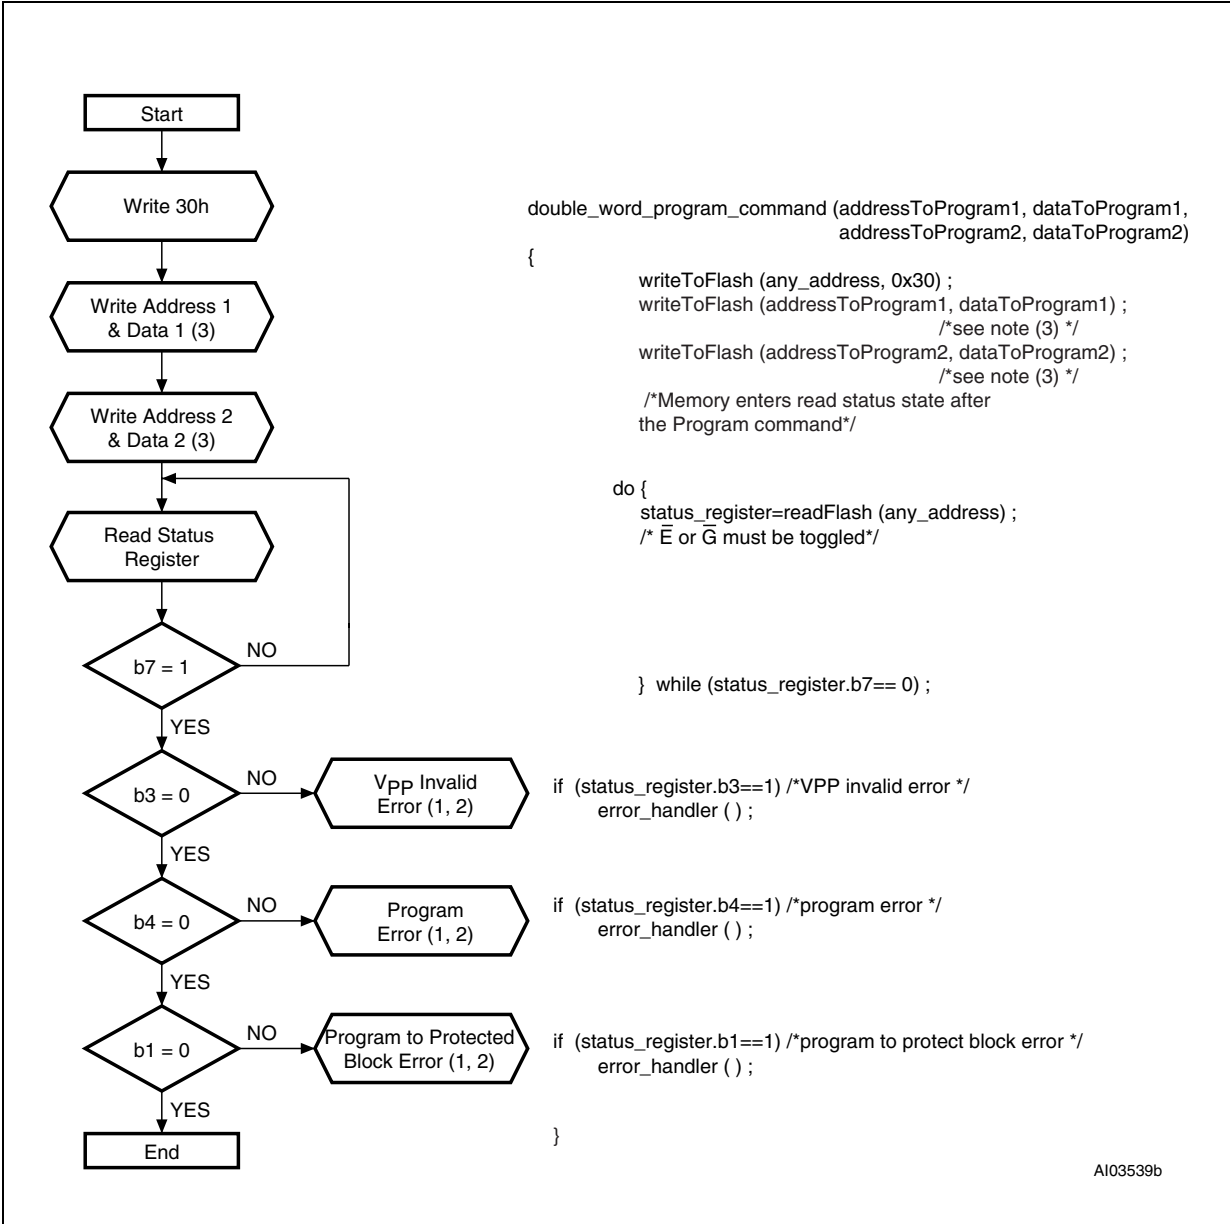 Start
Write 30h
Write Address 1
& Data 1 (3)
Write Address 2
& Data 2 (3)
Read Status
Register
b7 = 1
NO
YES
b3 = 0
NO
VPP Invalid
Error (1, 2)
YES
b4 = 0
NO
Program
Error (1, 2)
YES
b1 = 0
NO
Program to Protected
Block Error (1, 2)
YES
End
double_word_program_command (addressToProgram1, dataToProgram1,
addressToProgram2, dataToProgram2)
{
writeToFlash (any_address, 0x30) ;
writeToFlash (addressToProgram1, dataToProgram1) ;
/*see note (3) */
writeToFlash (addressToProgram2, dataToProgram2) ;
/*see note (3) */
/*Memory enters read status state after
the Program command*/
do {
status_register=readFlash (any_address) ;
/* E̅ or G̅ must be toggled*/
} while (status_register.b7== 0) ;
if (status_register.b3==1) /*VPP invalid error */
error_handler ( ) ;
if (status_register.b4==1) /*program error */
error_handler ( ) ;
if (status_register.b1==1) /*program to protect block error */
error_handler ( ) ;
}
AI03539b